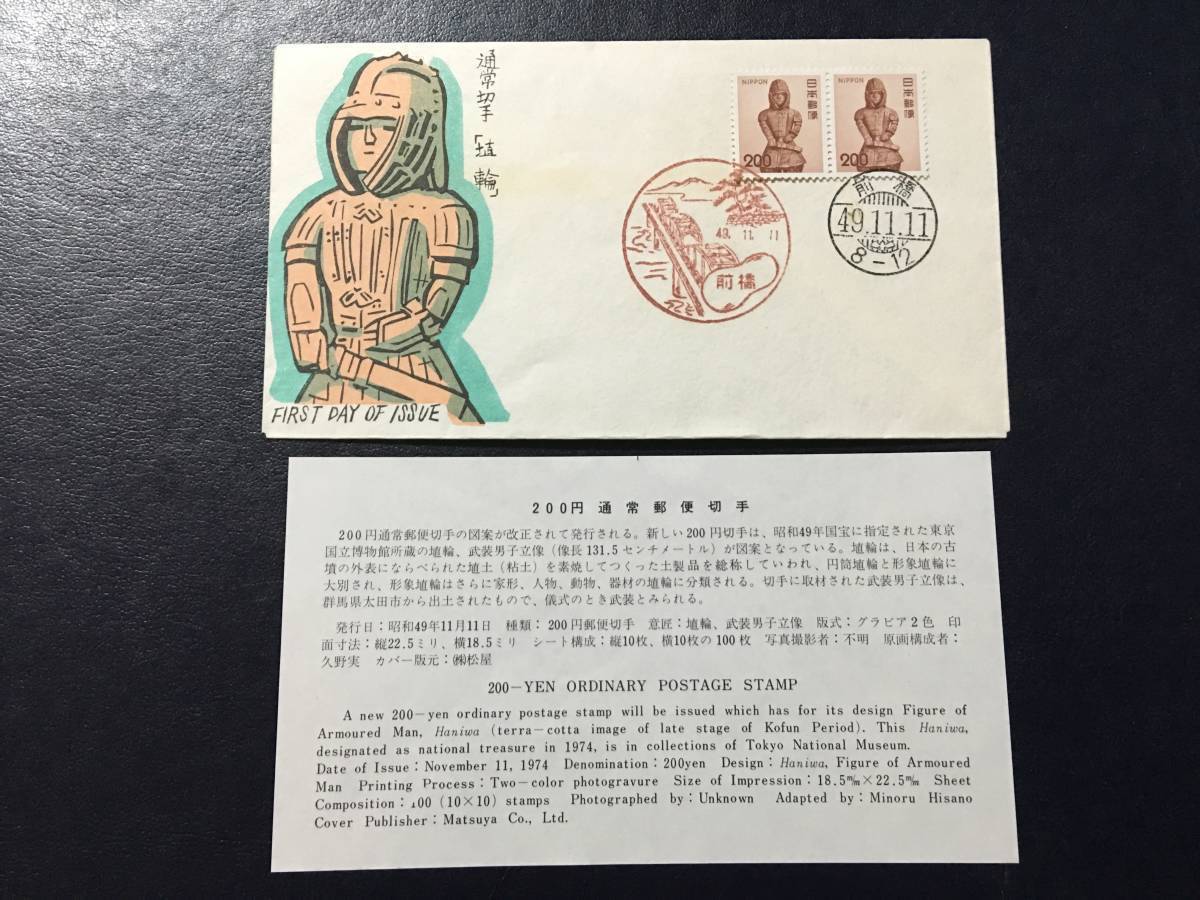 通常切手「埴輪」
NIPPON
日本郵便
200
NIPPON
日本郵便
200
49. 11. 11
前橋
前橋
49.11.11
8-12
FIRST DAY OF ISSUE
200円 通常郵便切手
200円通常郵便切手の図案が改正されて発行される。新しい200円切手は、昭和49年国宝に指定された東京
国立博物館所蔵の埴輪、武装男子立像（像長131.5センチメートル）が図案となっている。埴輪は、日本の古
墳の外表にならべられた埴土（粘土）を素焼してつくった土製品を総称していわれ、円筒埴輪と形象埴輪に
大別され、形象埴輪はさらに家形、人物、動物、器材の埴輪に分類される。切手に取材された武装男子立像は、
群馬県太田市から出土されたもので、儀式のとき武装とみられる。
発行日：昭和49年11月11日　種類：200円郵便切手　意匠：埴輪、武装男子立像　版式：グラビア2色　印
面寸法：縦22.5ミリ、横18.5ミリ　シート構成：縦10枚、横10枚の100枚　写真撮影者：不明　原画構成者：
久野実　カバー版元：㈱松屋
200-YEN ORDINARY POSTAGE STAMP
A new 200-yen ordinary postage stamp will be issued which has for its design Figure of
Armoured Man, Haniwa (terra-cotta image of late stage of Kofun Period). This Haniwa,
designated as national treasure in 1974, is in collections of Tokyo National Museum.
Date of Issue：November 11, 1974 Denomination：200yen Design：Haniwa, Figure of Armoured
Man Printing Process：Two-color photogravure Size of Impression：18.5㎜×22.5㎜ Sheet
Composition：100 (10×10) stamps Photographed by：Unknown Adapted by：Minoru Hisano
Cover Publisher：Matsuya Co., Ltd.